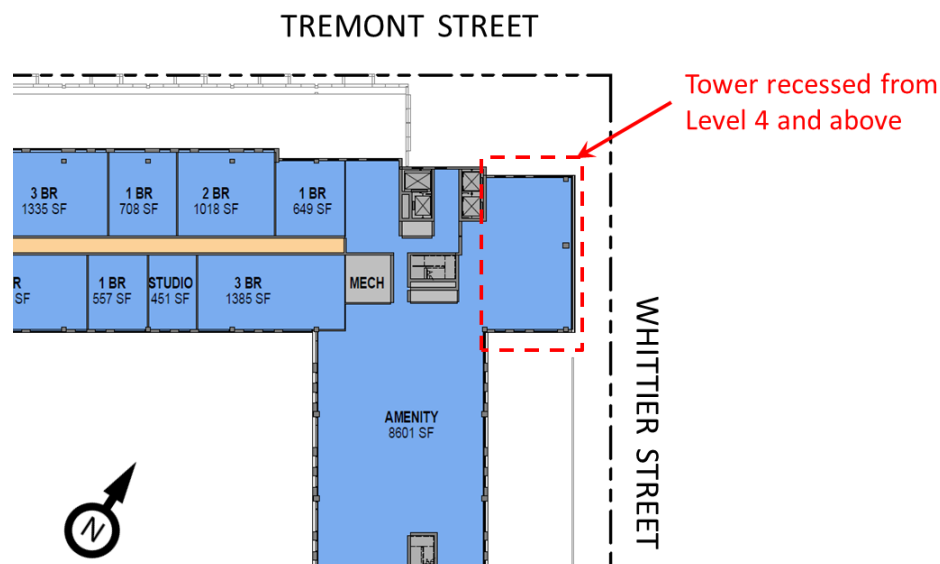 TREMONT STREET
Tower recessed from
Level 4 and above
3 BR
1335 SF
1 BR
708 SF
2 BR
1018 SF
1 BR
649 SF
R
SF
1 BR
557 SF
STUDIO
451 SF
3 BR
1385 SF
MECH
AMENITY
8601 SF
WHITTIER STREET
N